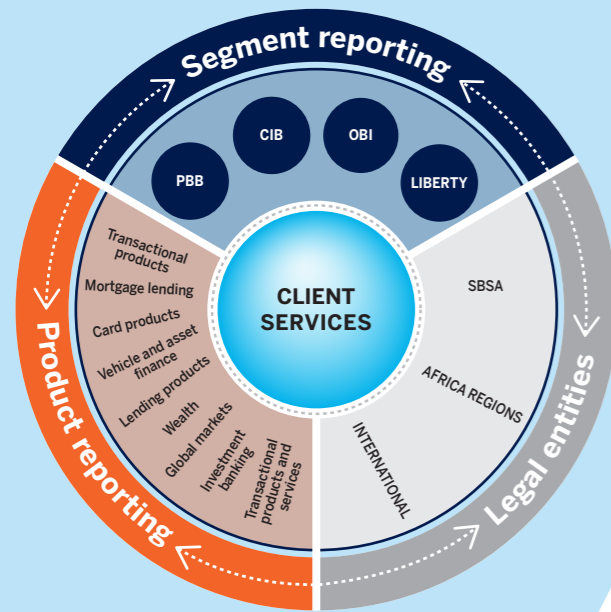 Segment reporting
PBB
CIB
OBI
LIBERTY
CLIENT
SERVICES
Transactional
products
Mortgage lending
Card products
Vehicle and asset
finance
Lending products
Wealth
Global markets
Investment
banking
Transactional
products and
services
SBSA
AFRICA REGIONS
INTERNATIONAL
Product reporting
Legal entities